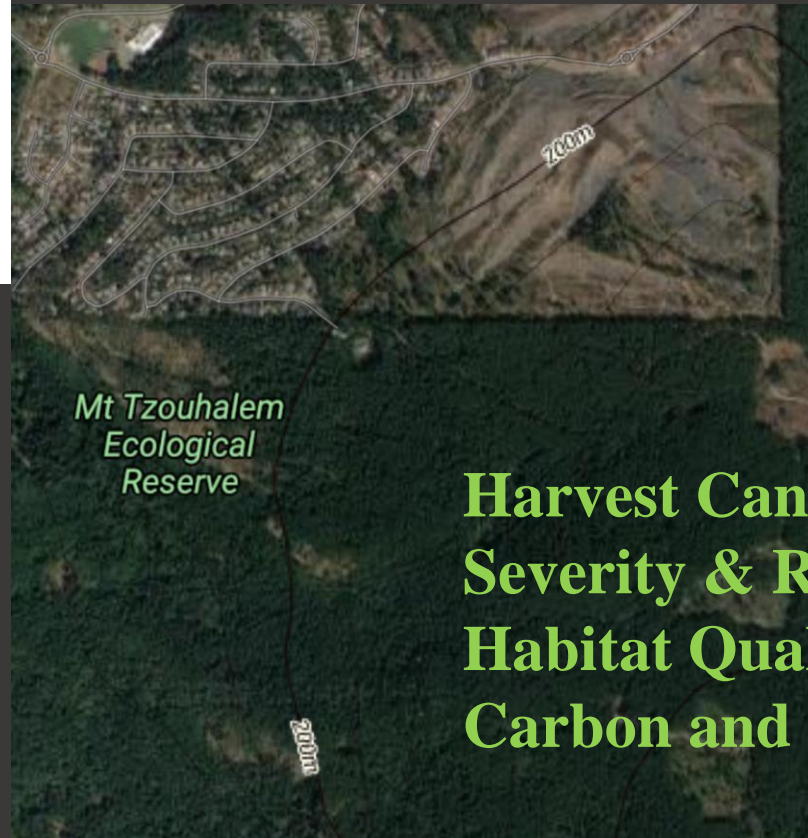 200m
Mt Tzouhalem
Ecological
Reserve
Harvest Can
Severity & R
Habitat Qual
Carbon and
200m